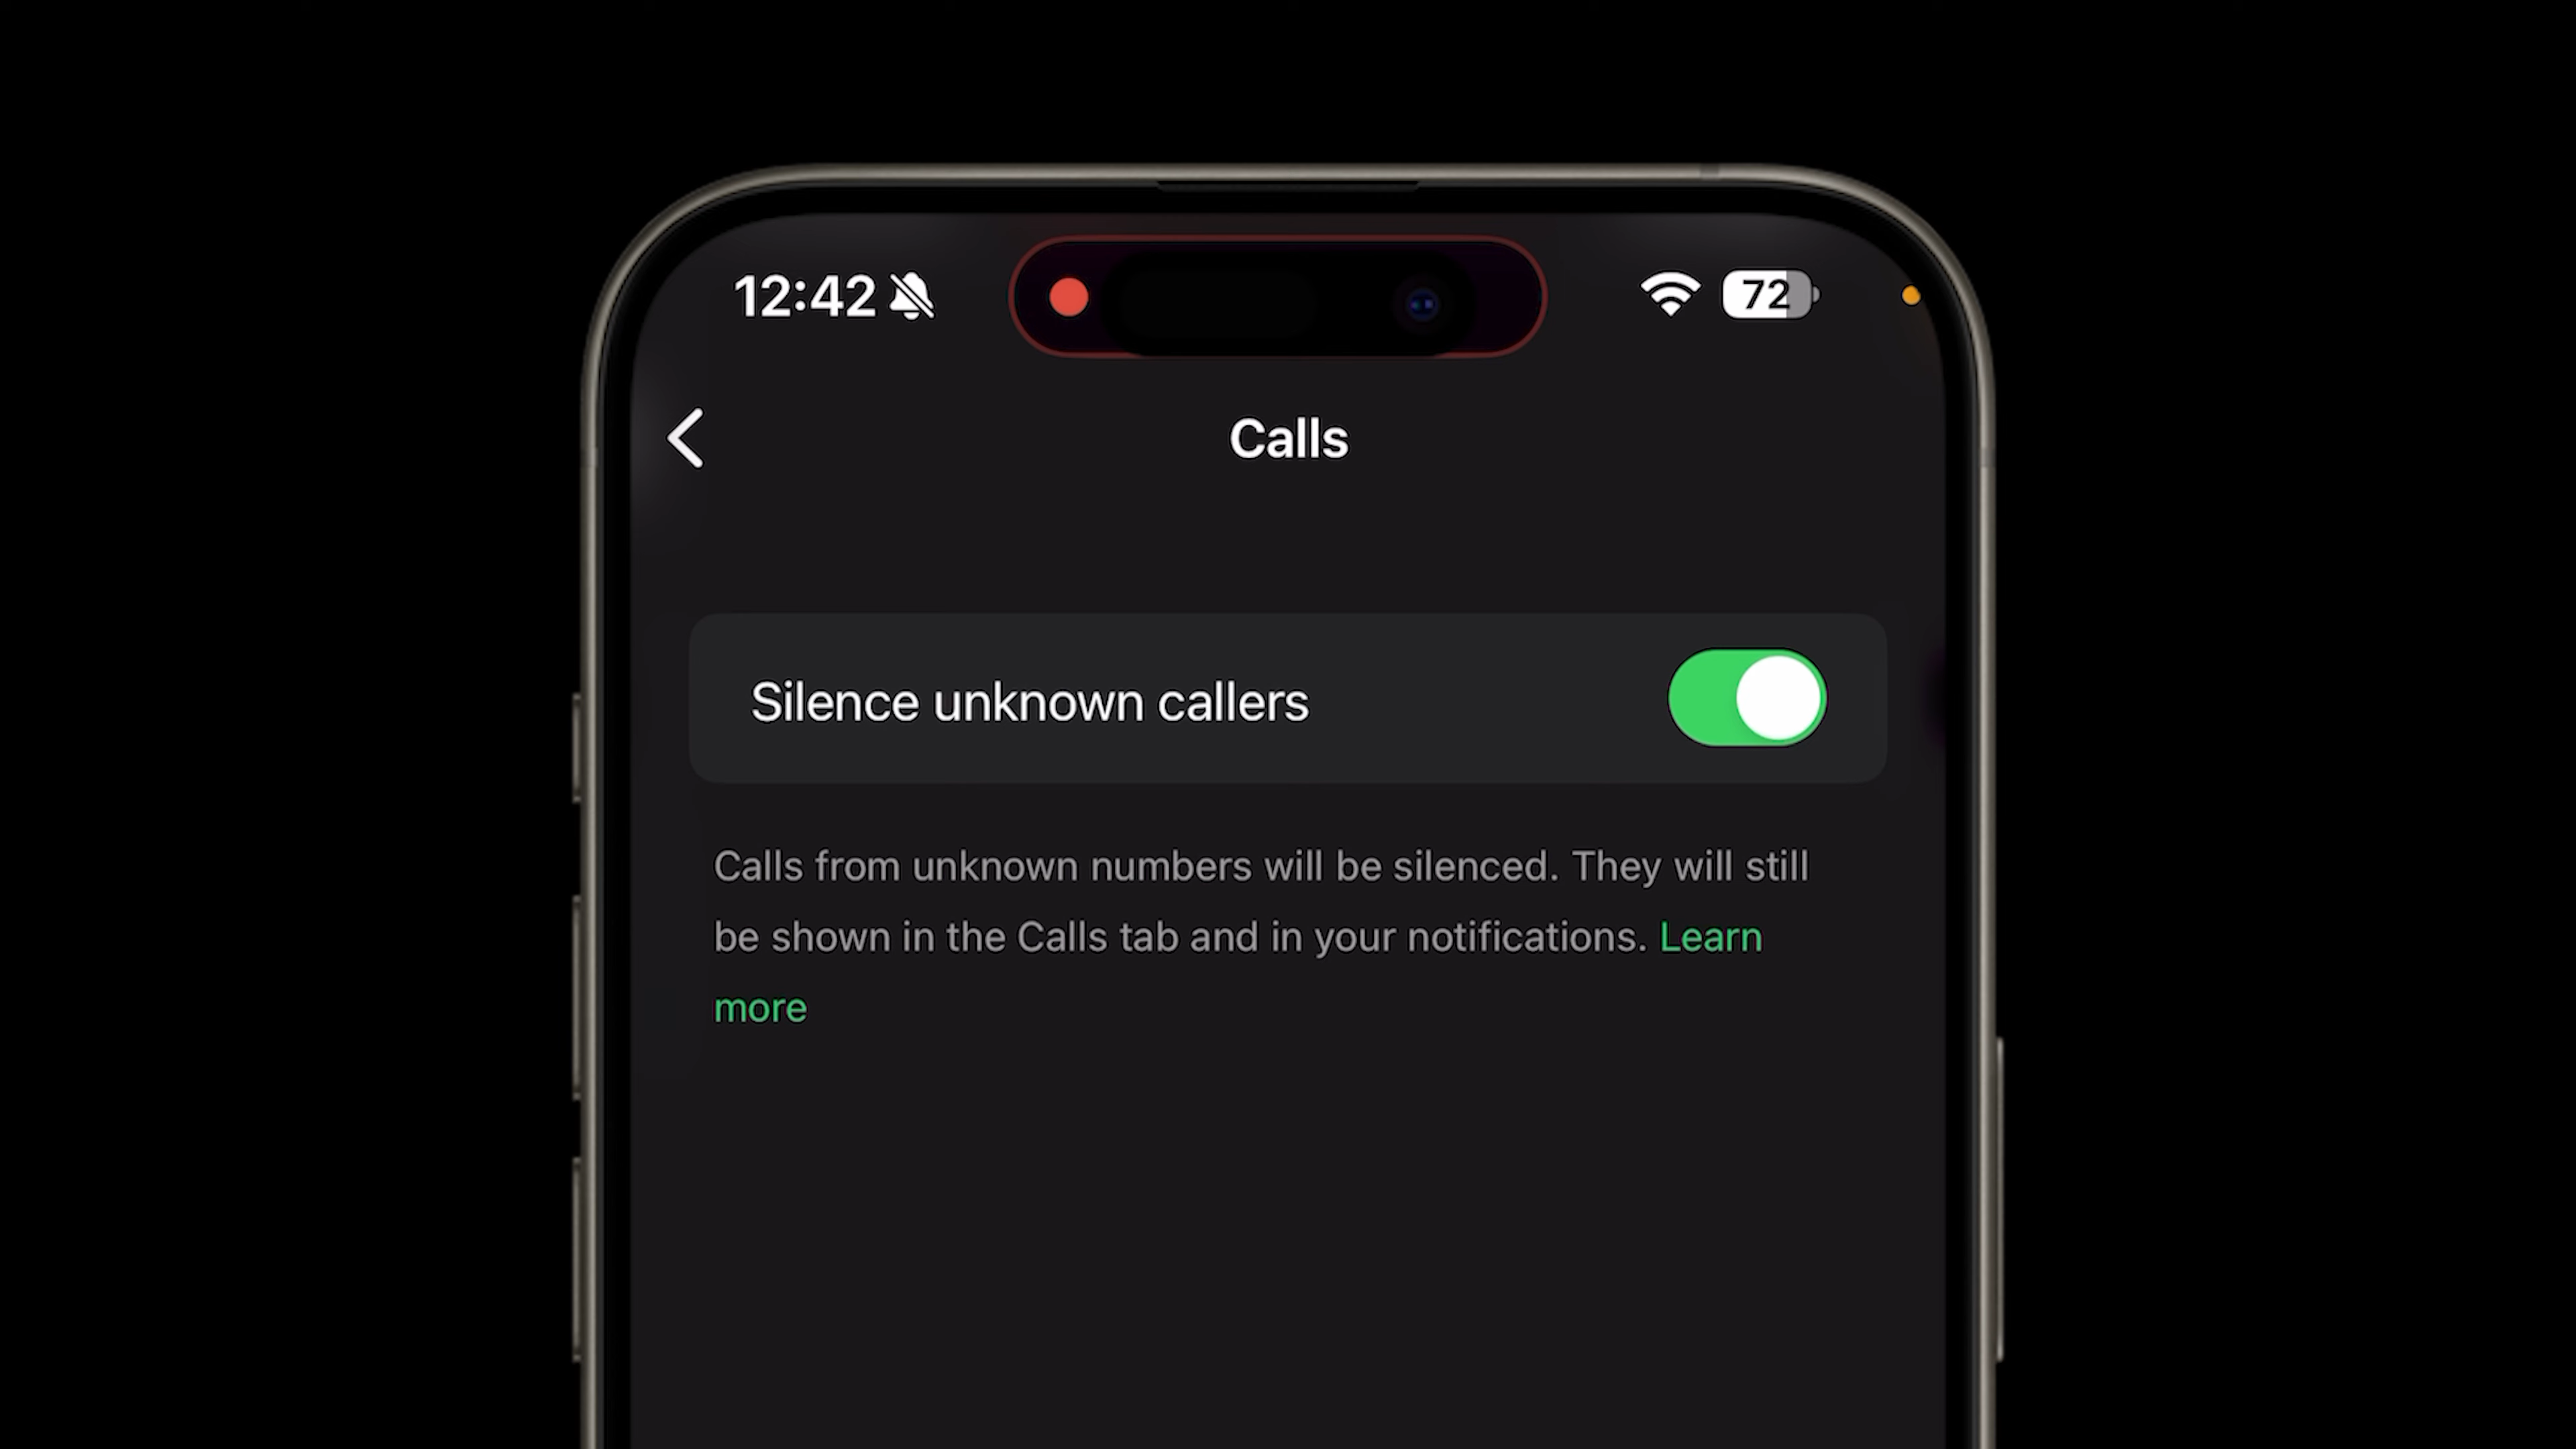 12:42
72
Calls
Silence unknown callers
Calls from unknown numbers will be silenced. They will still
be shown in the Calls tab and in your notifications. Learn
more